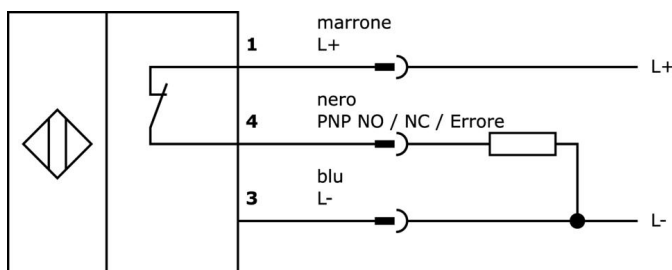 marrone
1 L+
L+
nero
4 PNP NO / NC / Errore
blu
3 L-
L-